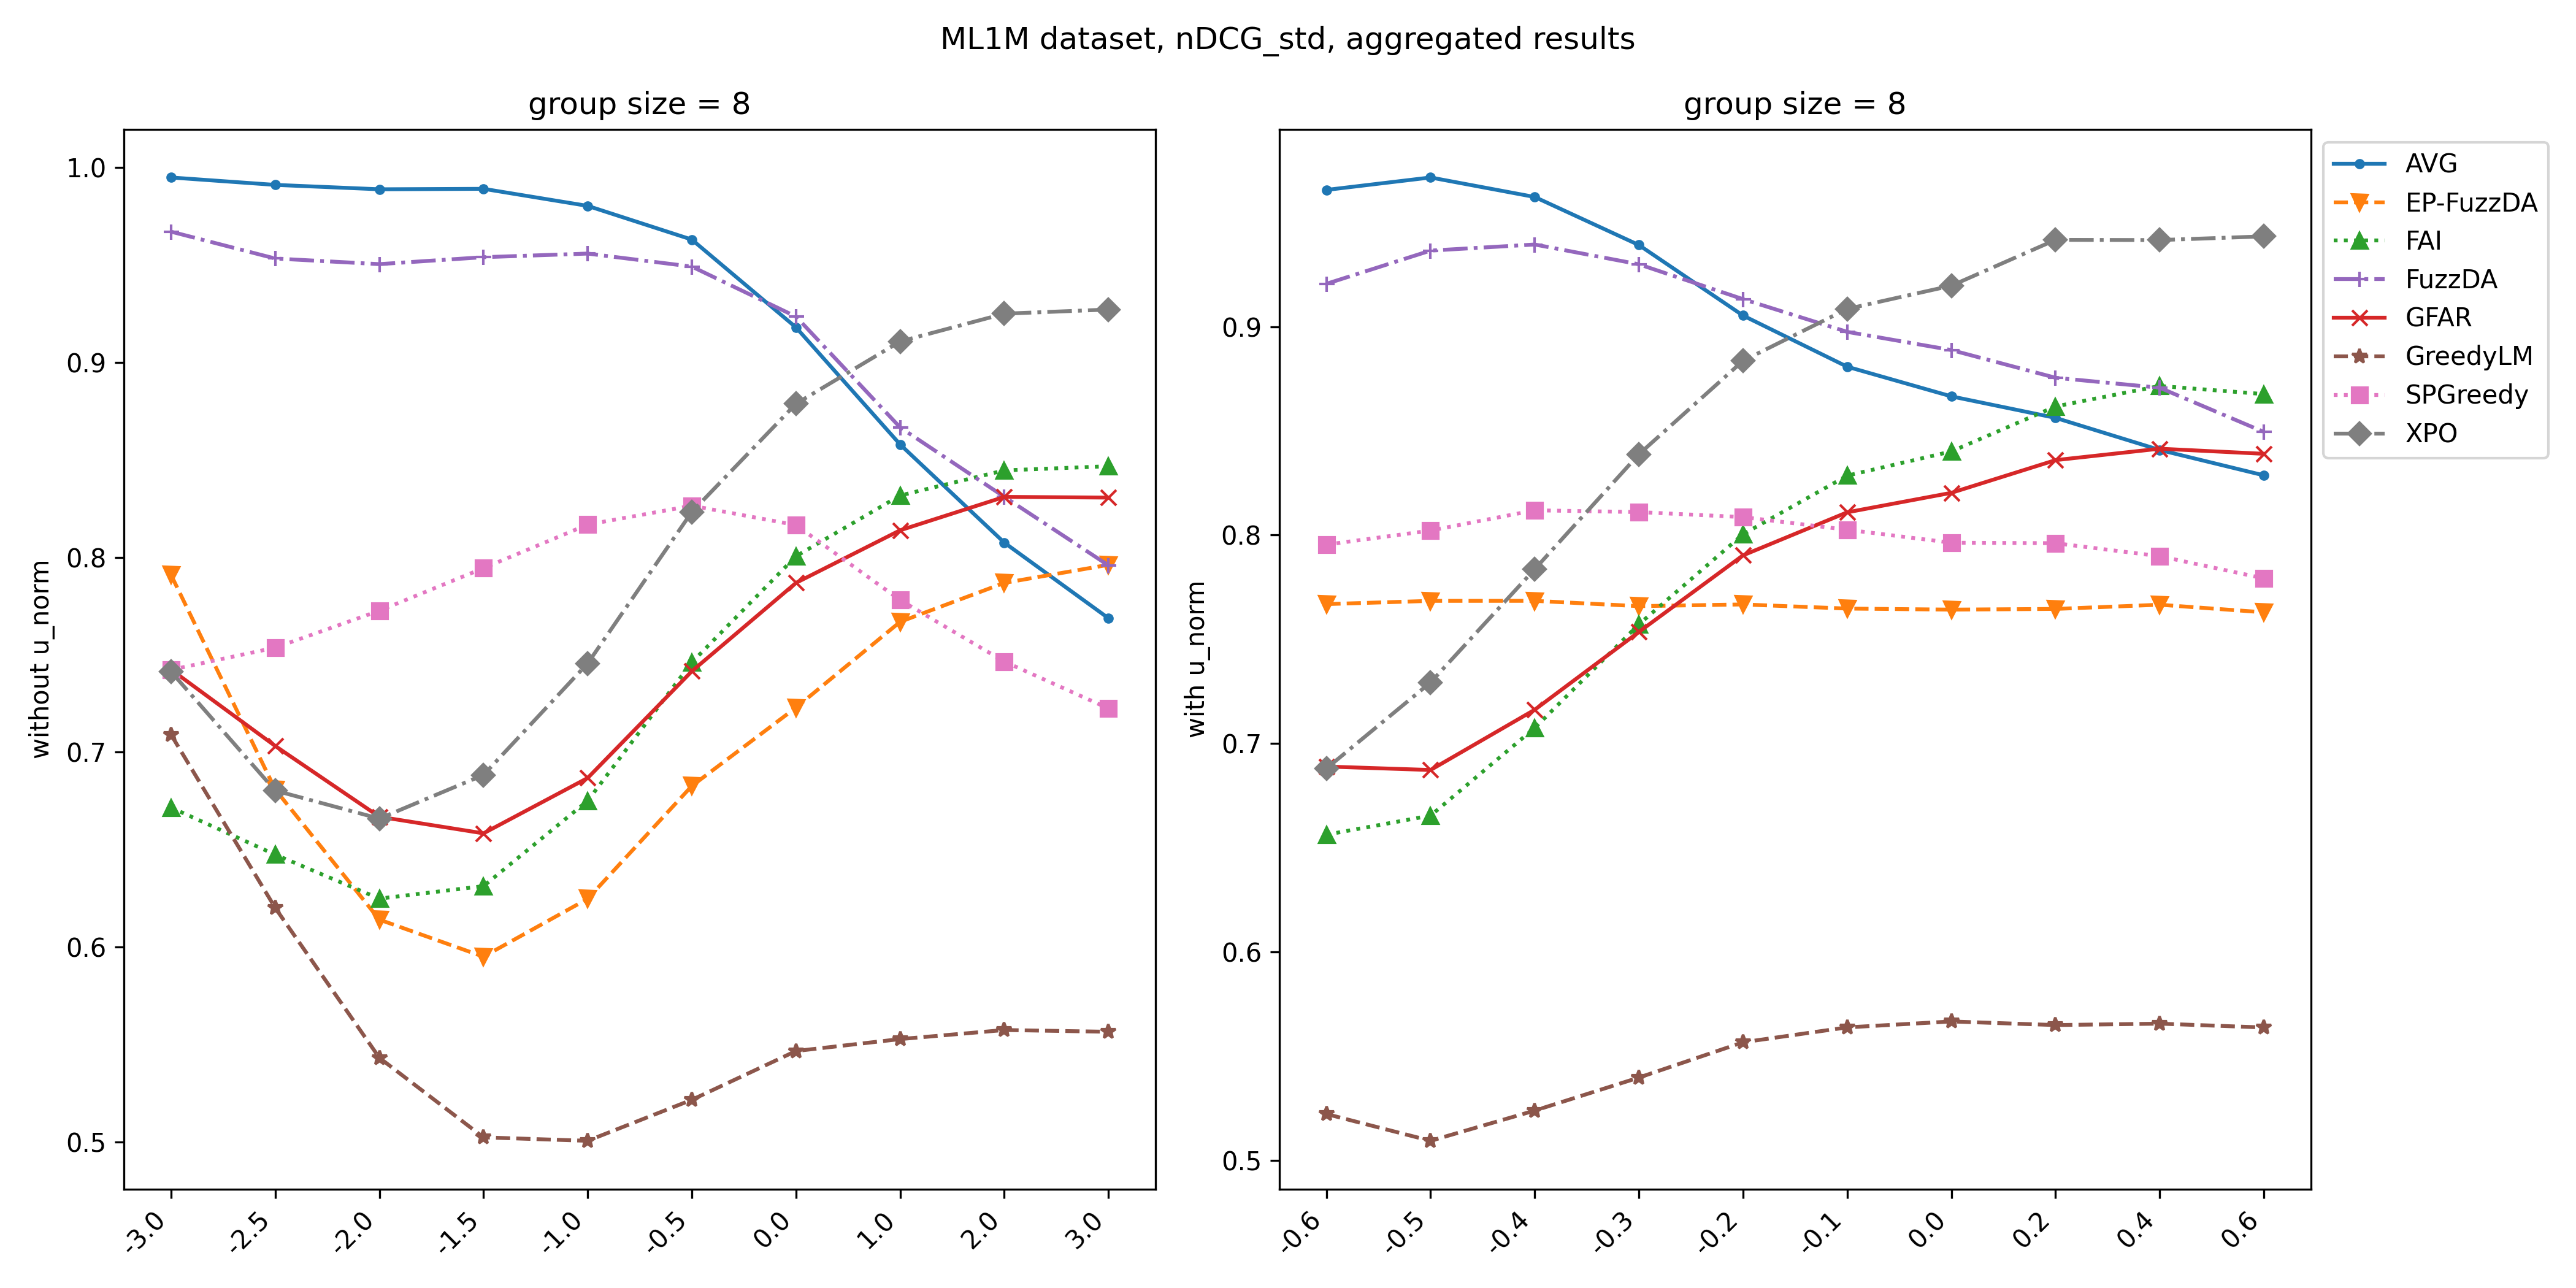 ML1M dataset, nDCG_std, aggregated results
group size = 8
without u_norm
1.0
0.9
0.8
0.7
0.6
0.5
-3.0
-2.5
-2.0
-1.5
-1.0
-0.5
0.0
1.0
2.0
3.0
group size = 8
with u_norm
0.9
0.8
0.7
0.6
0.5
-0.6
-0.5
-0.4
-0.3
-0.2
-0.1
0.0
0.2
0.4
0.6
AVG
EP-FuzzDA
FAI
FuzzDA
GFAR
GreedyLM
SPGreedy
XPO